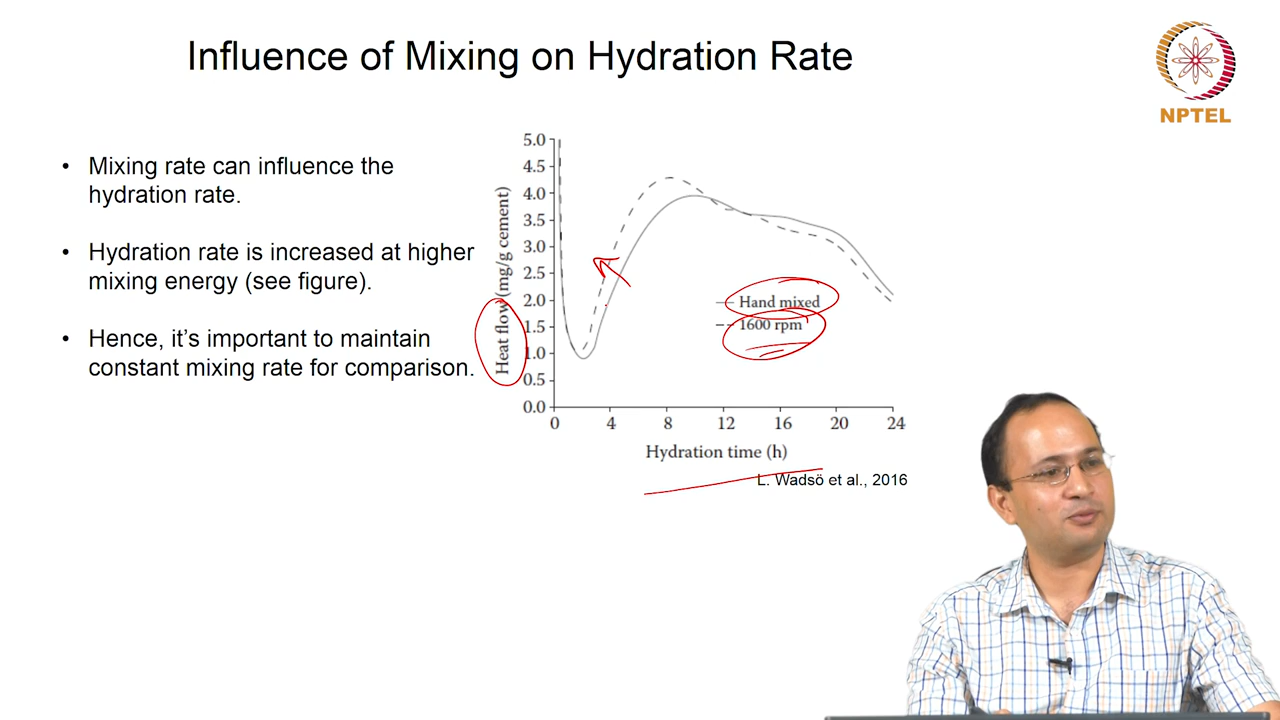 Influence of Mixing on Hydration Rate
NPTEL
• Mixing rate can influence the
hydration rate.
• Hydration rate is increased at higher
mixing energy (see figure).
• Hence, it’s important to maintain
constant mixing rate for comparison.
Heat flow (mg/g cement)
5.0
4.5
4.0
3.5
3.0
2.5
2.0
1.5
1.0
0.5
0.0
Hand mixed
1600 rpm
0 4 8 12 16 20 24
Hydration time (h)
L. Wadsö et al., 2016